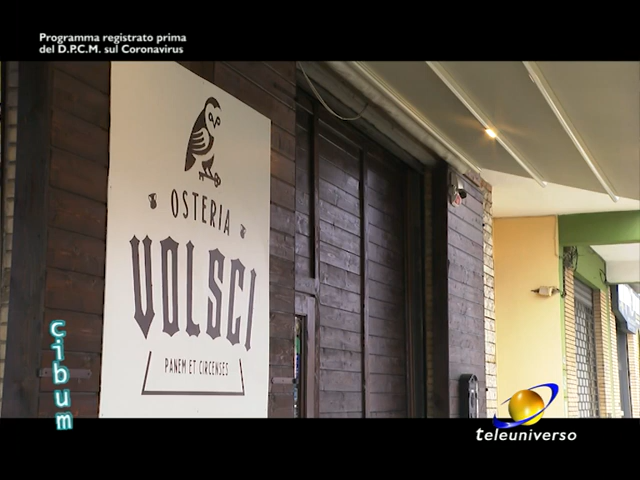 Programma registrato prima
del D.P.C.M. sul Coronavirus
OSTERIA
VOLSCI
PANEM ET CIRCENSES
cibum
teleuniverso